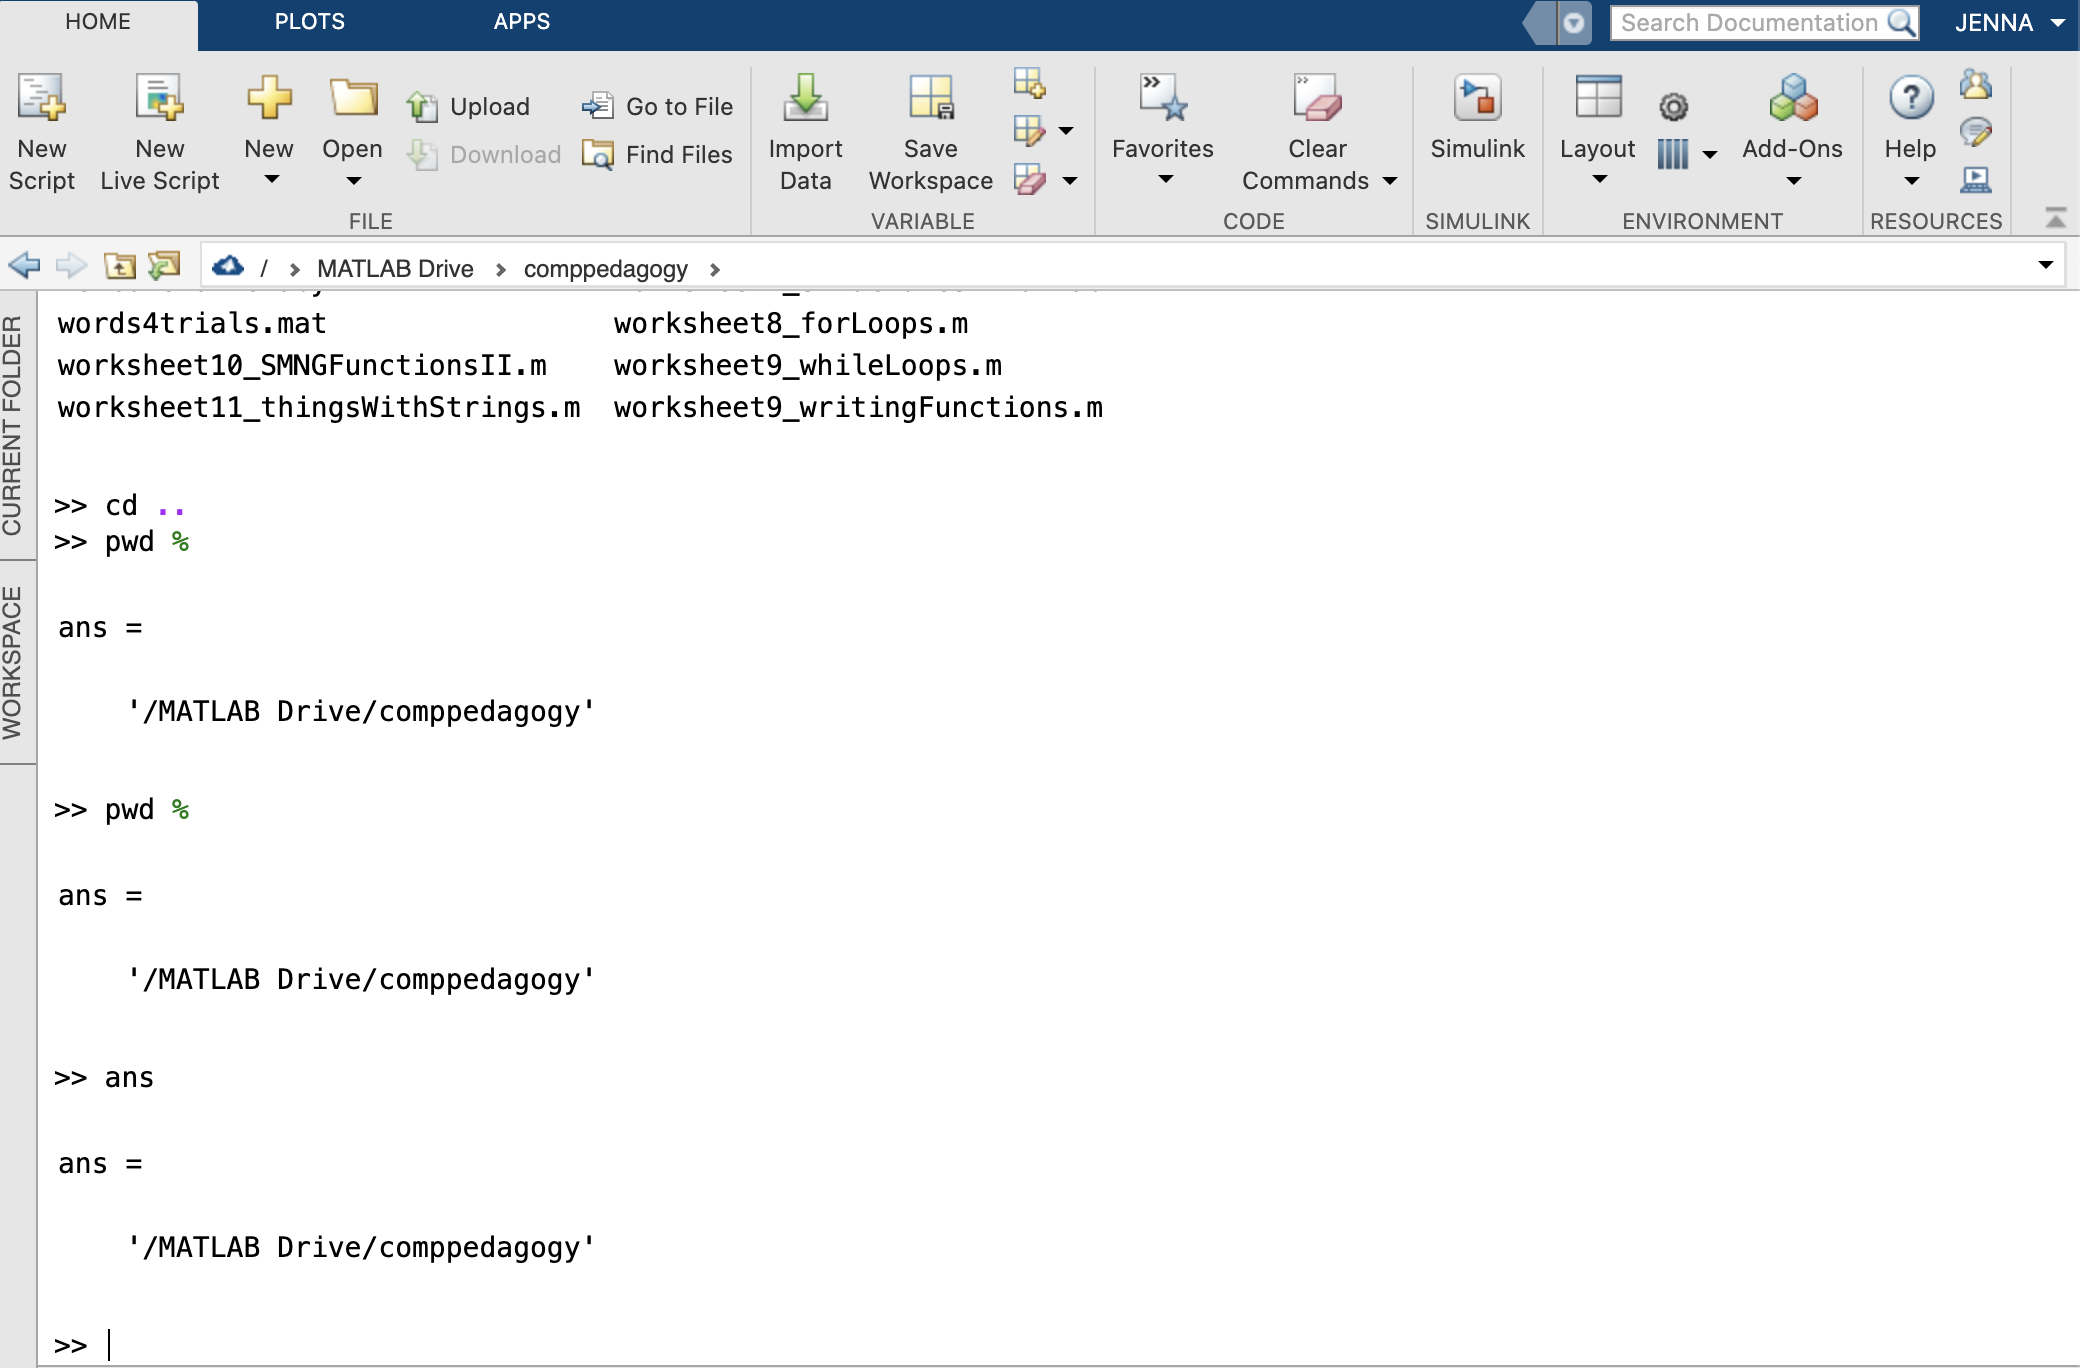 HOME PLOTS APPS Search Documentation JENNA
New Script New Live Script New Open Upload Download Go to File Find Files Import Data Save Workspace Favorites Clear Commands Simulink Layout Add-Ons Help
FILE VARIABLE CODE SIMULINK ENVIRONMENT RESOURCES
/ › MATLAB Drive › comppedagogy ›
CURRENT FOLDER
WORKSPACE
words4trials.mat worksheet8_forLoops.m
worksheet10_SMNGFunctionsII.m worksheet9_whileLoops.m
worksheet11_thingsWithStrings.m worksheet9_writingFunctions.m
>> cd ..
>> pwd %
ans =
'/MATLAB Drive/comppedagogy'
>> pwd %
ans =
'/MATLAB Drive/comppedagogy'
>> ans
ans =
'/MATLAB Drive/comppedagogy'
>>